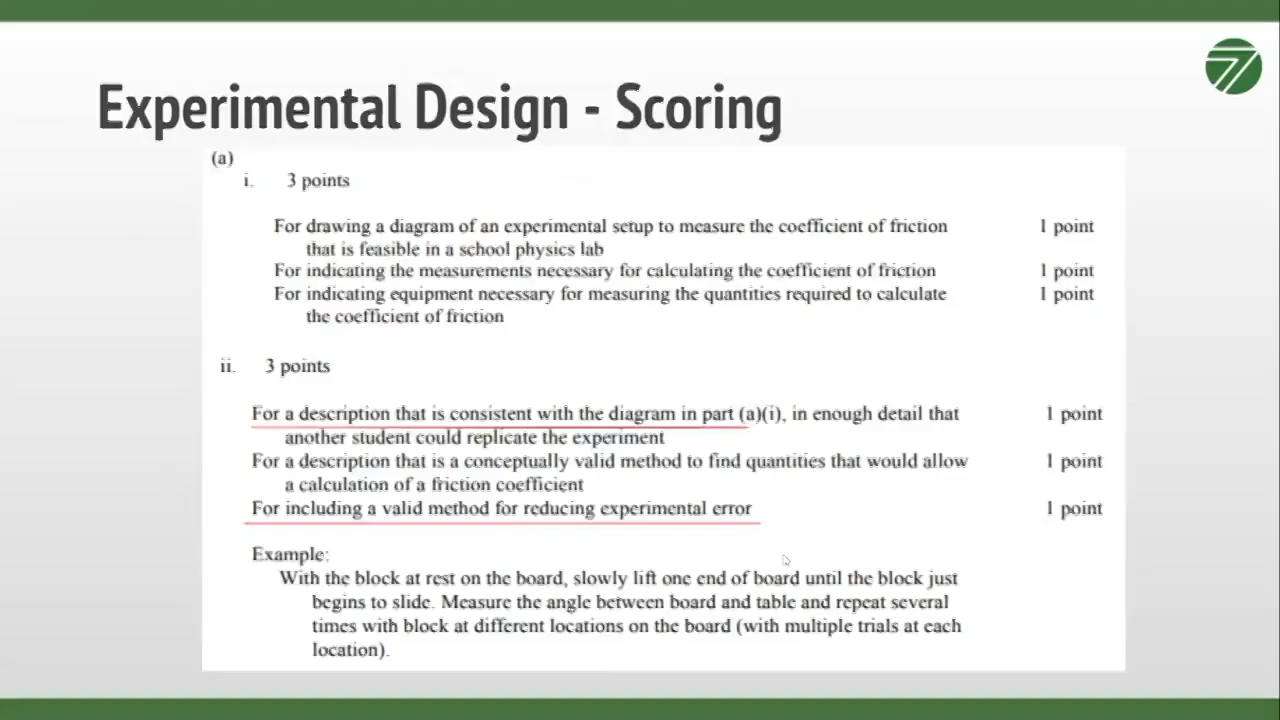 Experimental Design - Scoring
(a)
i. 3 points
For drawing a diagram of an experimental setup to measure the coefficient of friction 1 point
that is feasible in a school physics lab
For indicating the measurements necessary for calculating the coefficient of friction 1 point
For indicating equipment necessary for measuring the quantities required to calculate 1 point
the coefficient of friction
ii. 3 points
For a description that is consistent with the diagram in part (a)(i), in enough detail that 1 point
another student could replicate the experiment
For a description that is a conceptually valid method to find quantities that would allow 1 point
a calculation of a friction coefficient
For including a valid method for reducing experimental error 1 point
Example:
With the block at rest on the board, slowly lift one end of board until the block just
begins to slide. Measure the angle between board and table and repeat several
times with block at different locations on the board (with multiple trials at each
location).